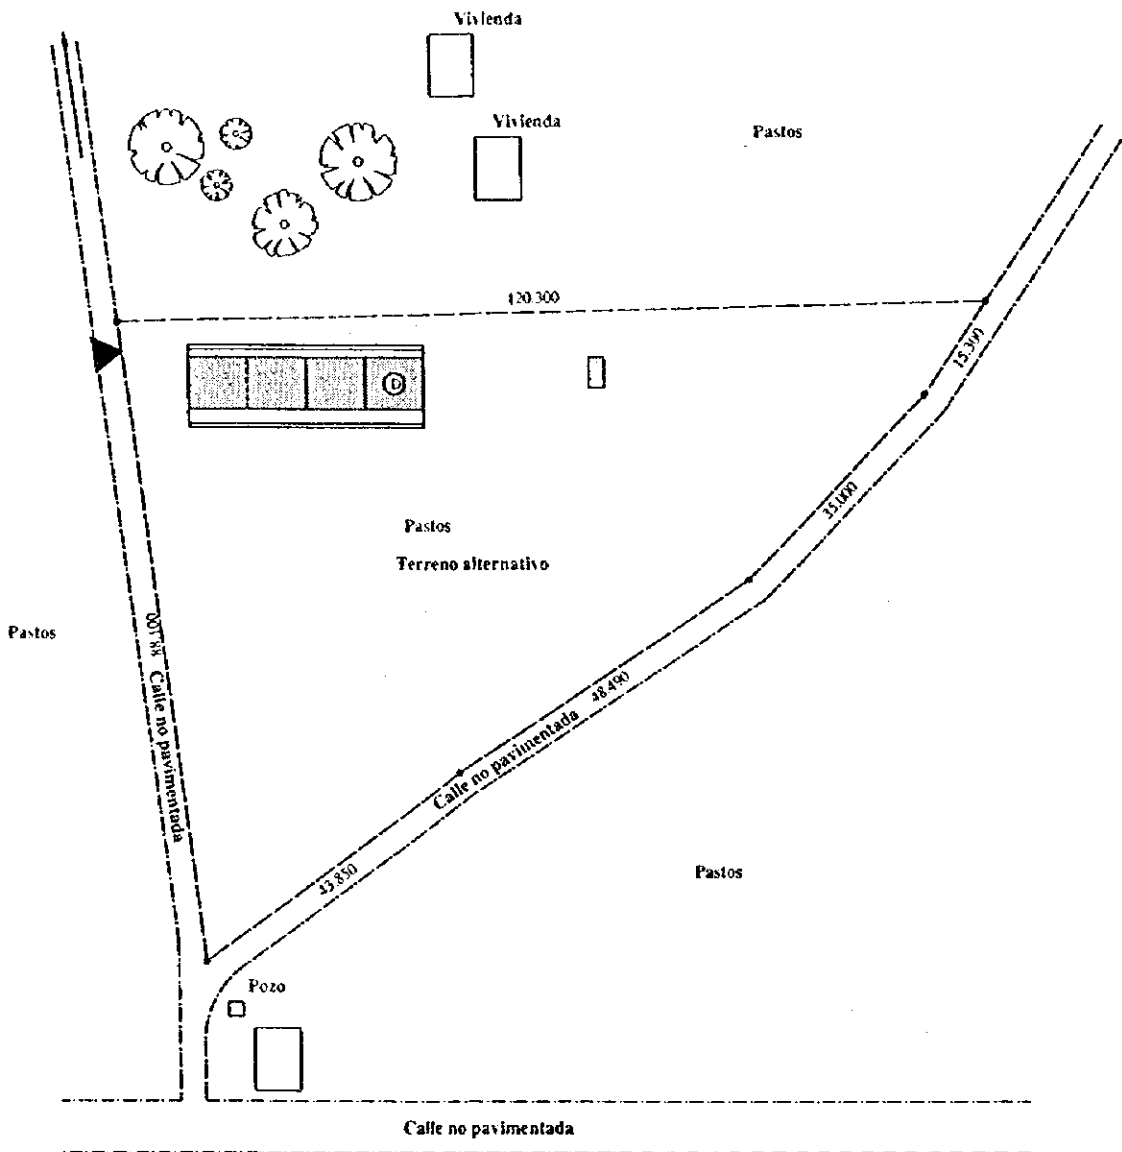 Vivienda
Vivienda
Pastos
120.300
15.300
D
35.000
Pastos
Terreno alternativo
Pastos
88.100
Calle no pavimentada
48.490
Calle no pavimentada
43.850
Pastos
Pozo
Calle no pavimentada